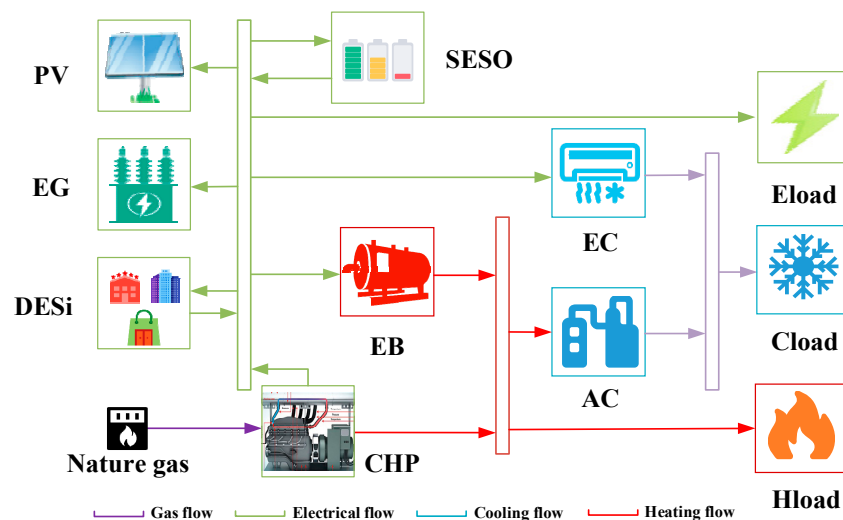 PV
SESO
EG
EC
Eload
DESi
EB
AC
Cload
Nature gas
CHP
Hload
Gas flow
Electrical flow
Cooling flow
Heating flow